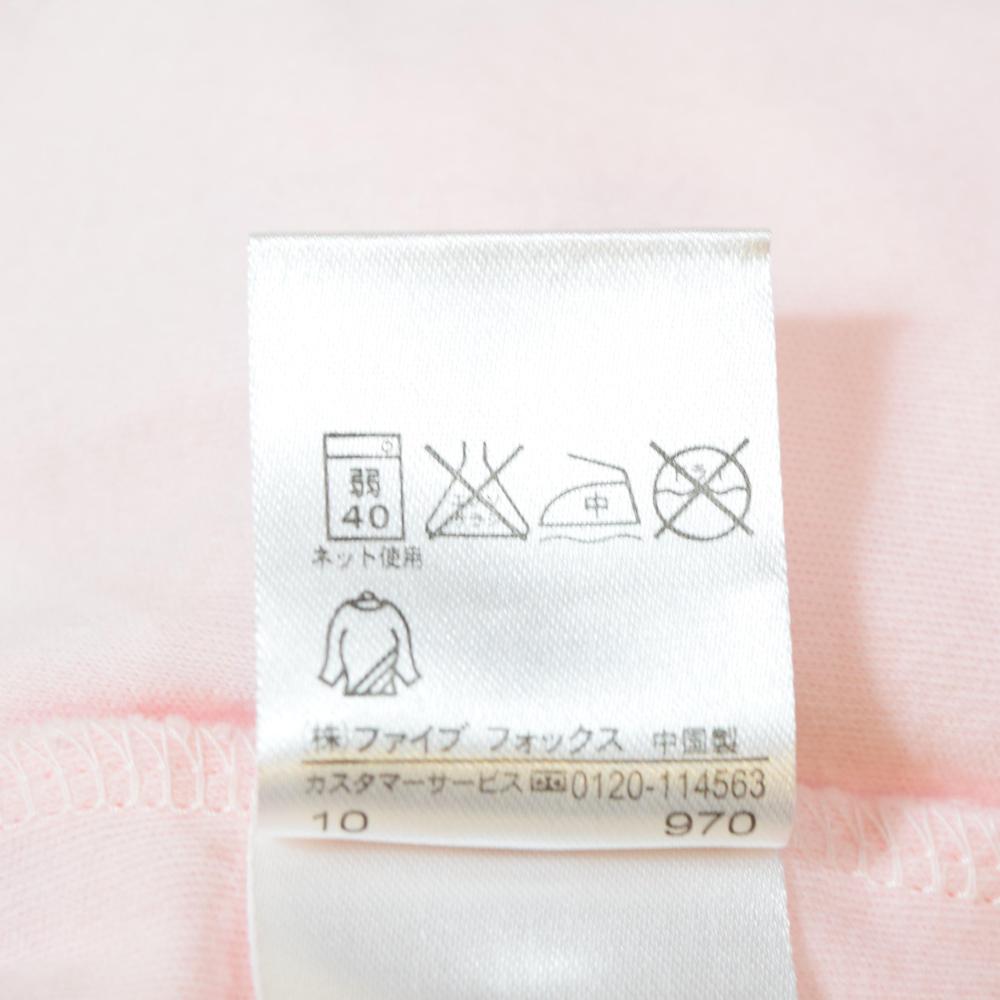 弱
40
中
ネット使用
(株)ファイブ フォックス 中国製
カスタマーサービス 0120-114563
10 970